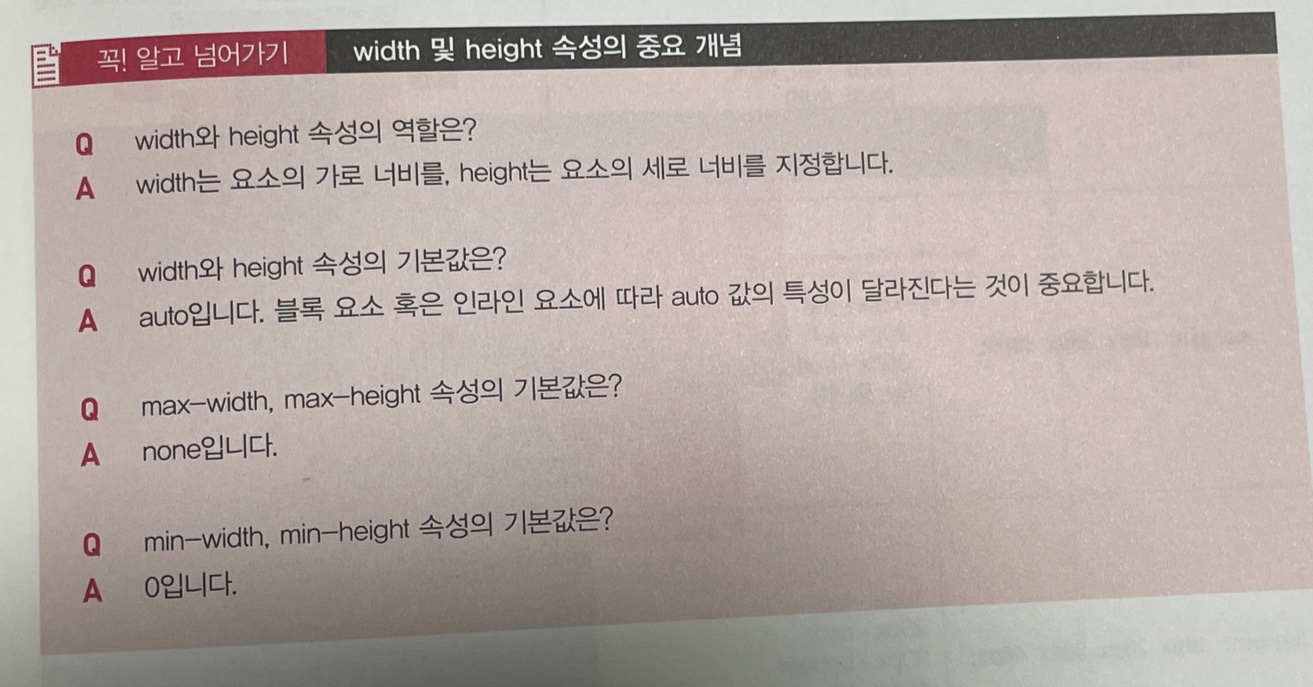 꼭! 알고 넘어가기 width 및 height 속성의 중요 개념
Q width와 height 속성의 역할은?
A width는 요소의 가로 너비를, height는 요소의 세로 너비를 지정합니다.
Q width와 height 속성의 기본값은?
A auto입니다. 블록 요소 혹은 인라인 요소에 따라 auto 값의 특성이 달라진다는 것이 중요합니다.
Q max-width, max-height 속성의 기본값은?
A none입니다.
Q min-width, min-height 속성의 기본값은?
A 0입니다.